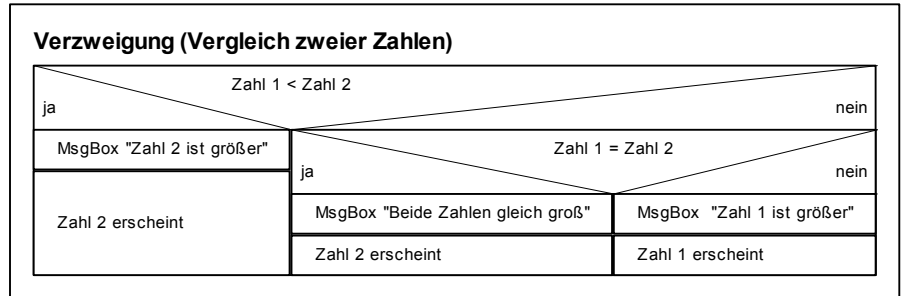 Verzweigung (Vergleich zweier Zahlen)
Zahl 1 < Zahl 2
ja
nein
MsgBox "Zahl 2 ist größer"
Zahl 1 = Zahl 2
ja
nein
Zahl 2 erscheint
MsgBox "Beide Zahlen gleich groß"
MsgBox "Zahl 1 ist größer"
Zahl 2 erscheint
Zahl 1 erscheint